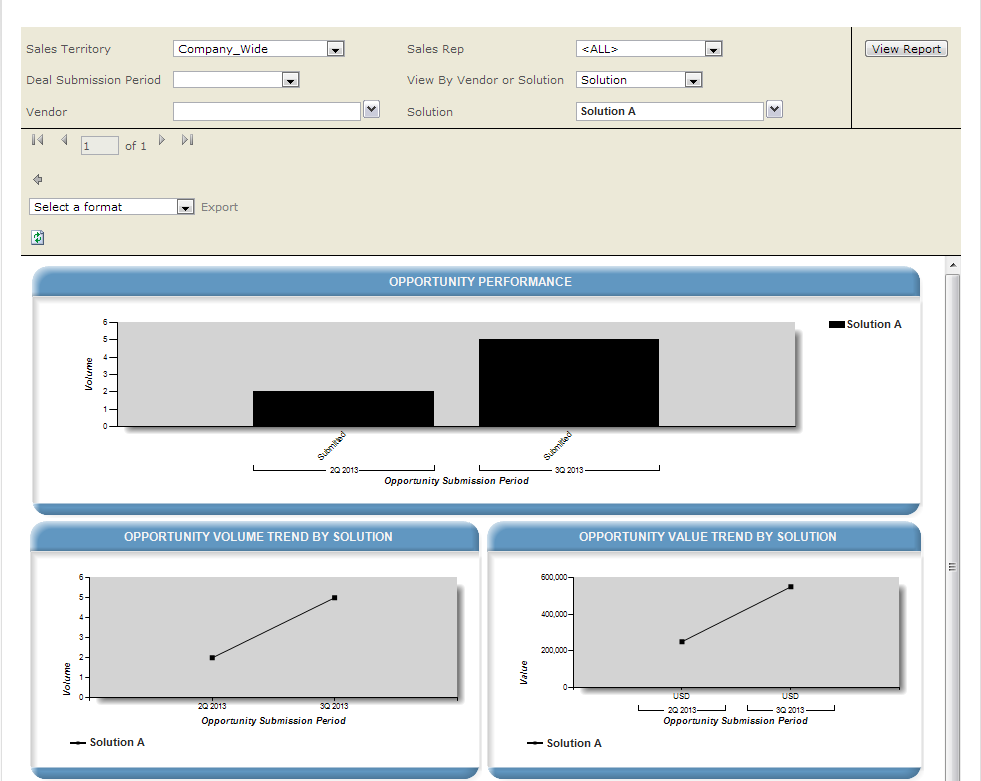 Sales Territory Company_Wide Sales Rep <ALL> View Report
Deal Submission Period View By Vendor or Solution Solution
Vendor Solution Solution A
1 of 1
Select a format Export
OPPORTUNITY PERFORMANCE
Solution A
6
5
4
3
2
1
0
Volume
Submitted Submitted
2Q 2013 3Q 2013
Opportunity Submission Period
OPPORTUNITY VOLUME TREND BY SOLUTION
6
5
4
3
2
1
0
Volume
2Q 2013 3Q 2013
Opportunity Submission Period
Solution A
OPPORTUNITY VALUE TREND BY SOLUTION
600,000
400,000
200,000
0
Value
USD USD
2Q 2013 3Q 2013
Opportunity Submission Period
Solution A